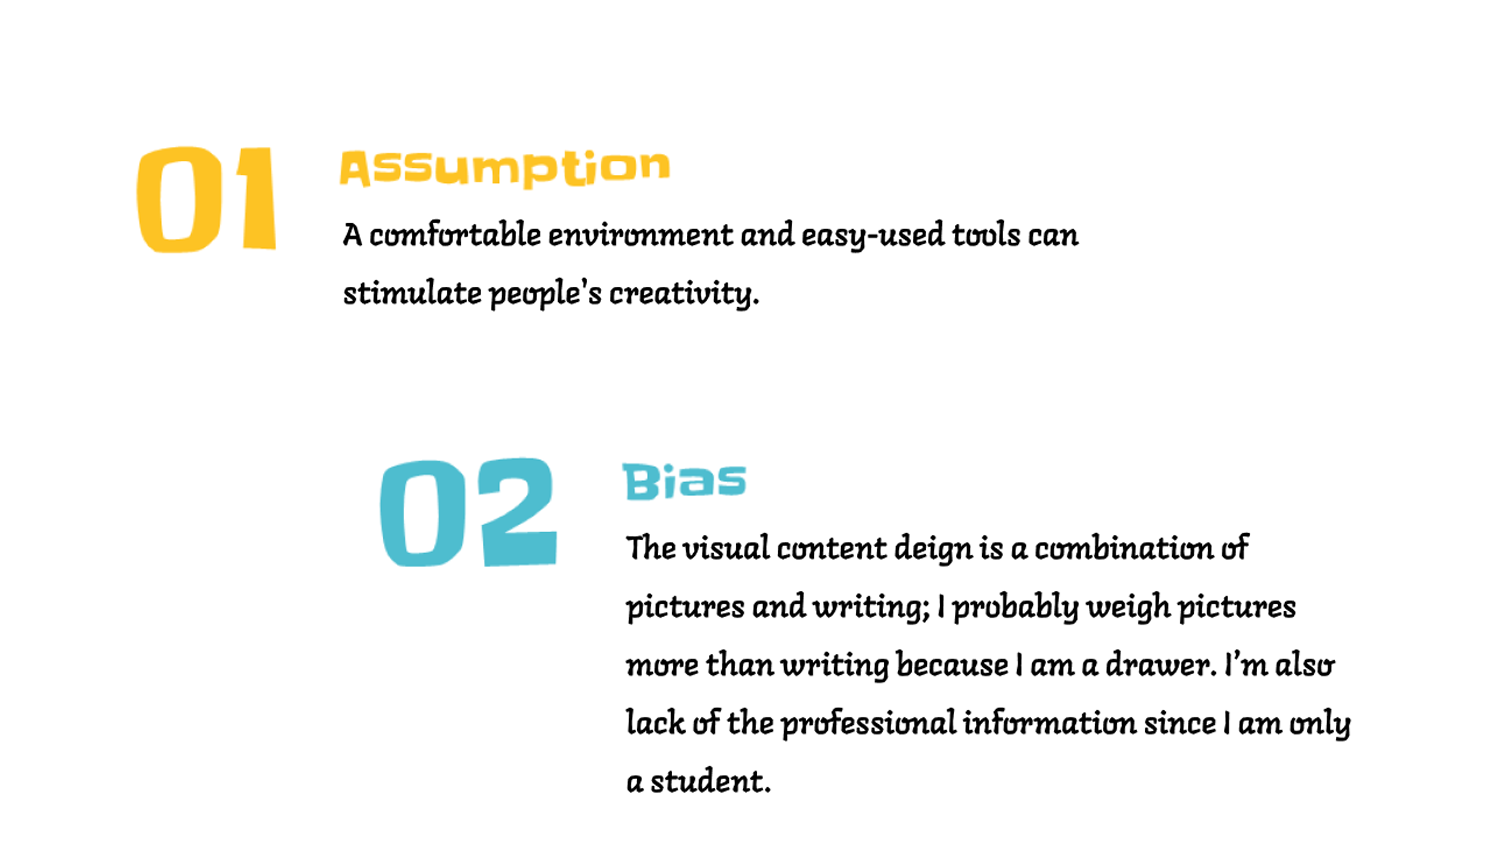 01 Assumption
A comfortable environment and easy-used tools can
stimulate people's creativity.
02 Bias
The visual content deign is a combination of
pictures and writing; I probably weigh pictures
more than writing because I am a drawer. I'm also
lack of the professional information since I am only
a student.